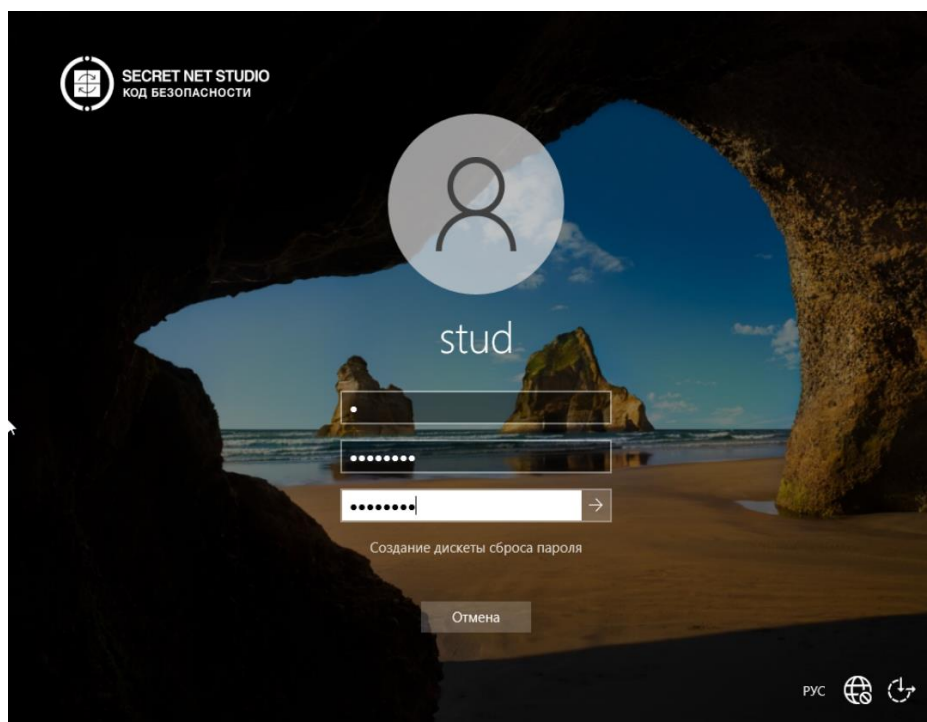 SECRET NET STUDIO
КОД БЕЗОПАСНОСТИ
stud
Создание дискеты сброса пароля
Отмена
РУС